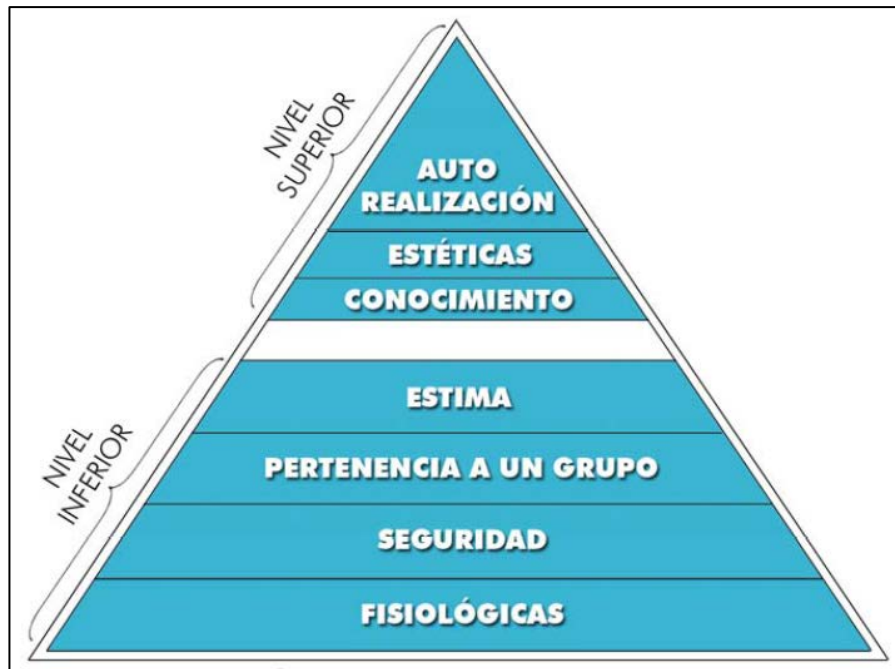 NIVEL
SUPERIOR
AUTO
REALIZACIÓN
ESTÉTICAS
CONOCIMIENTO
NIVEL
INFERIOR
ESTIMA
PERTENENCIA A UN GRUPO
SEGURIDAD
FISIOLÓGICAS